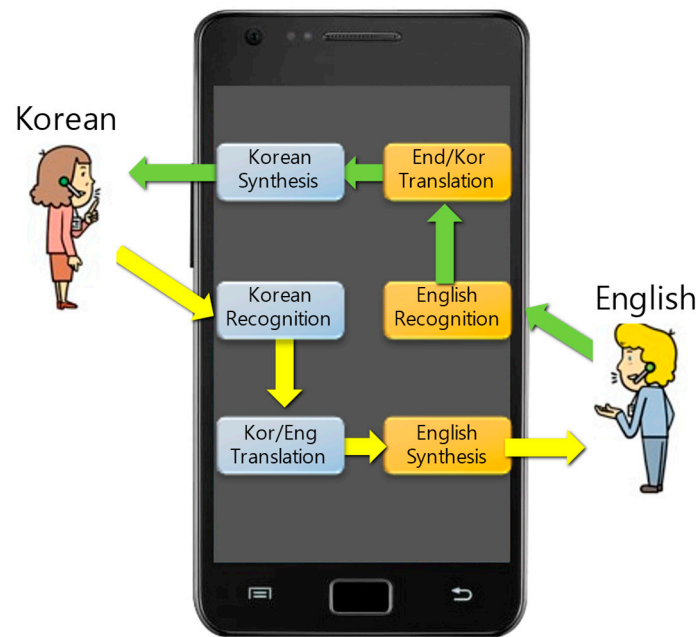 Korean
Korean
Synthesis
End/Kor
Translation
Korean
Recognition
English
Recognition
English
Kor/Eng
Translation
English
Synthesis